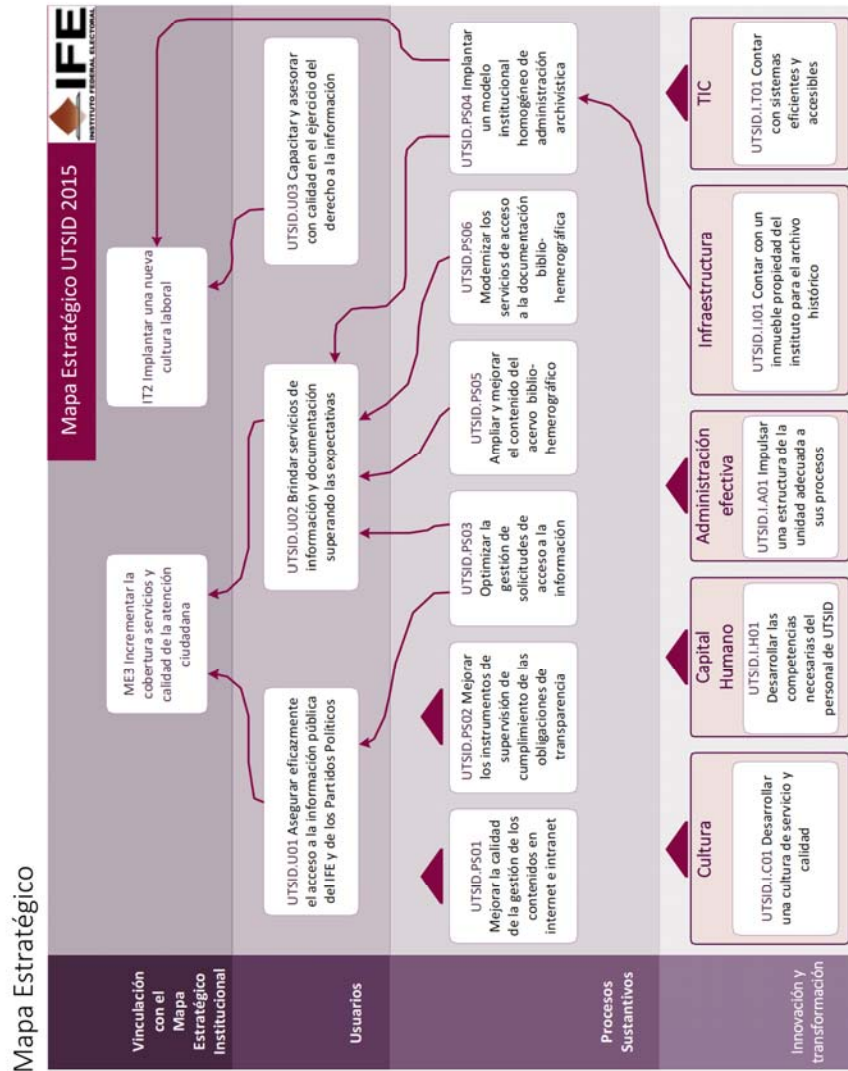 Mapa Estratégico
Mapa Estratégico UTSID 2015
IFE
INSTITUTO FEDERAL ELECTORAL
Vinculación
con el
Mapa
Estratégico
Institucional
ME3 Incrementar la
cobertura servicios y
calidad de la atención
ciudadana
IT2 Implantar una nueva
cultura laboral
Usuarios
UTSID.U01 Asegurar eficazmente
el acceso a la información pública
del IFE y de los Partidos Políticos
UTSID.U02 Brindar servicios de
información y documentación
superando las expectativas
UTSID.U03 Capacitar y asesorar
con calidad en el ejercicio del
derecho a la información
Procesos
Sustantivos
UTSID.PS01
Mejorar la calidad
de la gestión de los
contenidos en
internet e intranet
UTSID.PS02 Mejorar
los instrumentos de
supervisión de
cumplimiento de las
obligaciones de
transparencia
UTSID.PS03
Optimizar la
gestión de
solicitudes de
acceso a la
información
UTSID.PS05
Ampliar y mejorar
el contenido del
acervo biblio-
hemerográfico
UTSID.PS06
Modernizar los
servicios de acceso
a la documentación
biblio-
hemerográfica
UTSID.PS04 Implantar
un modelo
institucional
homogéneo de
administración
archivística
Innovación y
transformación
Cultura
UTSID.I.C01 Desarrollar
una cultura de servicio y
calidad
Capital
Humano
UTSID.I.H01
Desarrollar las
competencias
necesarias del
personal de UTSID
Administración
efectiva
UTSID.I.A01 Impulsar
una estructura de la
unidad adecuada a
sus procesos
Infraestructura
UTSID.I.I01 Contar con un
inmueble propiedad del
instituto para el archivo
histórico
TIC
UTSID.I.T01 Contar
con sistemas
eficientes y
accesibles